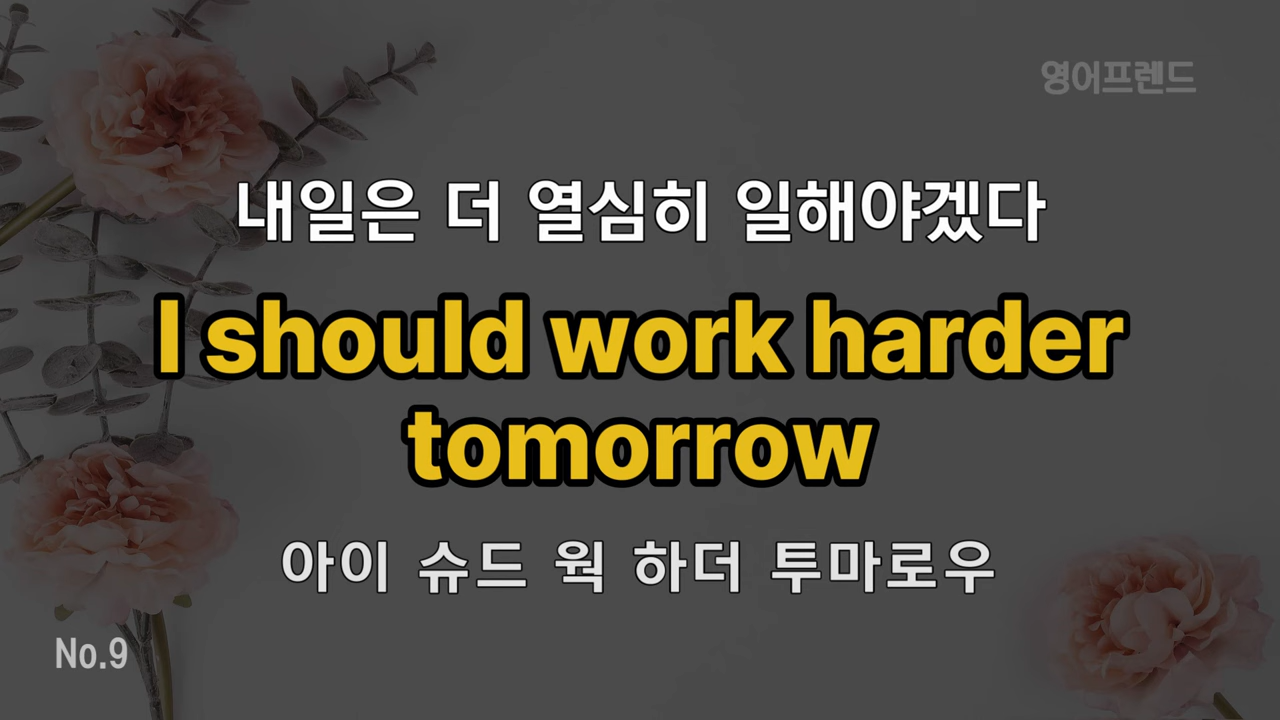 영어프렌드
내일은 더 열심히 일해야겠다
I should work harder
tomorrow
아이 슈드 웍 하더 투마로우
No.9